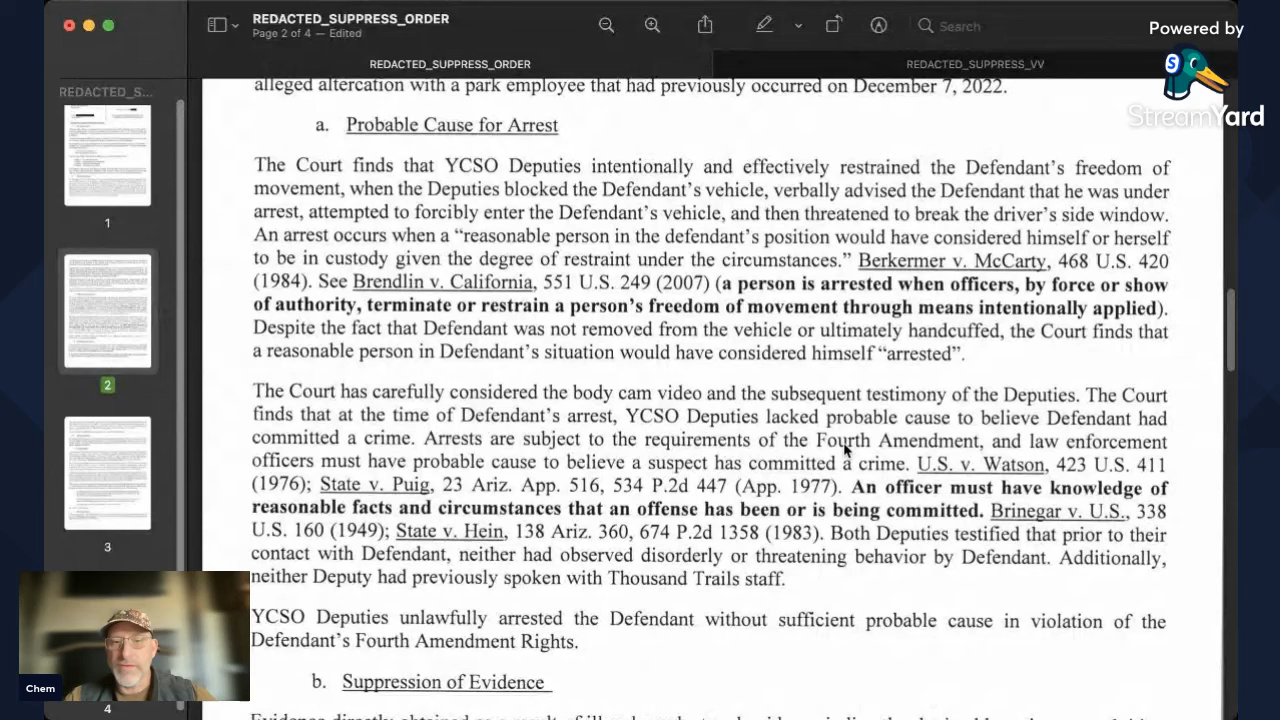 REDACTED_SUPPRESS_ORDER
Page 2 of 4 — Edited
Search
Powered by
StreamYard
REDACTED_SUPPRESS_ORDER
REDACTED_SUPPRESS_VV
REDACTED_S...
1
2
3
4
alleged altercation with a park employee that had previously occurred on December 7, 2022.
a. Probable Cause for Arrest
The Court finds that YCSO Deputies intentionally and effectively restrained the Defendant's freedom of
movement, when the Deputies blocked the Defendant's vehicle, verbally advised the Defendant that he was under
arrest, attempted to forcibly enter the Defendant's vehicle, and then threatened to break the driver's side window.
An arrest occurs when a “reasonable person in the defendant's position would have considered himself or herself
to be in custody given the degree of restraint under the circumstances.” Berkermer v. McCarty, 468 U.S. 420
(1984). See Brendlin v. California, 551 U.S. 249 (2007) (a person is arrested when officers, by force or show
of authority, terminate or restrain a person's freedom of movement through means intentionally applied).
Despite the fact that Defendant was not removed from the vehicle or ultimately handcuffed, the Court finds that
a reasonable person in Defendant's situation would have considered himself “arrested”.
The Court has carefully considered the body cam video and the subsequent testimony of the Deputies. The Court
finds that at the time of Defendant's arrest, YCSO Deputies lacked probable cause to believe Defendant had
committed a crime. Arrests are subject to the requirements of the Fourth Amendment, and law enforcement
officers must have probable cause to believe a suspect has committed a crime. U.S. v. Watson, 423 U.S. 411
(1976); State v. Puig, 23 Ariz. App. 516, 534 P.2d 447 (App. 1977). An officer must have knowledge of
reasonable facts and circumstances that an offense has been or is being committed. Brinegar v. U.S., 338
U.S. 160 (1949); State v. Hein, 138 Ariz. 360, 674 P.2d 1358 (1983). Both Deputies testified that prior to their
contact with Defendant, neither had observed disorderly or threatening behavior by Defendant. Additionally,
neither Deputy had previously spoken with Thousand Trails staff.
YCSO Deputies unlawfully arrested the Defendant without sufficient probable cause in violation of the
Defendant's Fourth Amendment Rights.
b. Suppression of Evidence
Chem